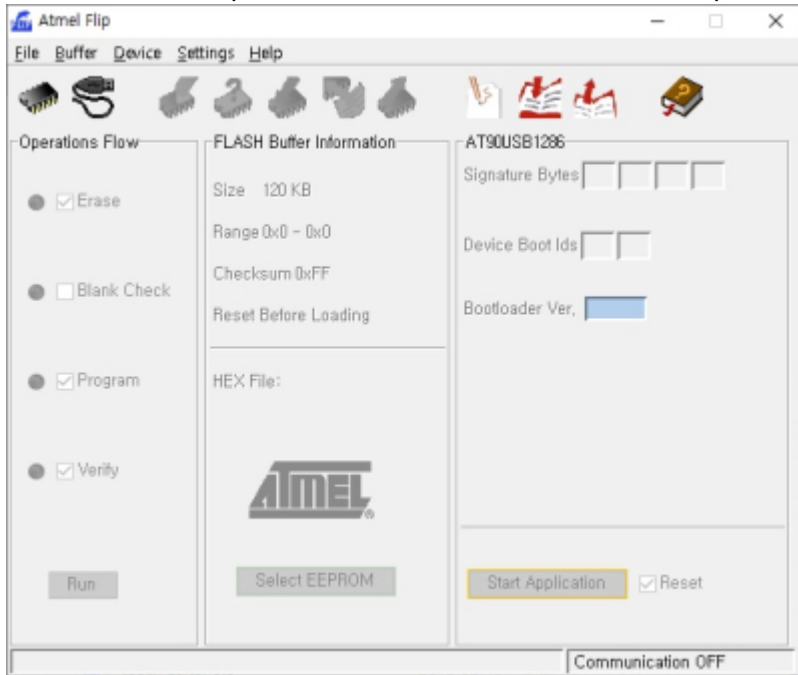 Atmel Flip
File Buffer Device Settings Help
Operations Flow
Erase
Blank Check
Program
Verify
Run
FLASH Buffer Information
Size 120 KB
Range 0x0 - 0x0
Checksum 0xFF
Reset Before Loading
HEX File:
ATMEL
Select EEPROM
AT90USB1286
Signature Bytes
Device Boot Ids
Bootloader Ver,
Start Application Reset
Communication OFF